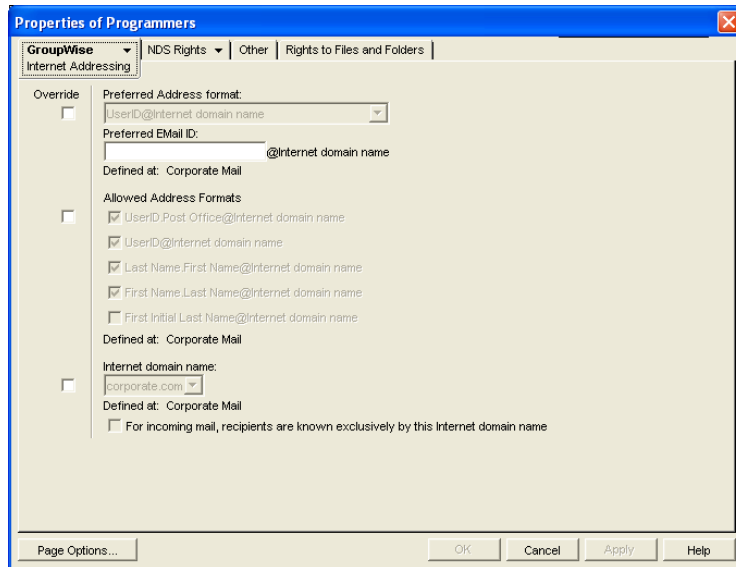 Properties of Programmers
GroupWise NDS Rights Other Rights to Files and Folders
Internet Addressing
Override
Preferred Address format:
UserID@Internet domain name
Preferred EMail ID:
@Internet domain name
Defined at: Corporate Mail
Allowed Address Formats
UserID.Post Office@Internet domain name
UserID@Internet domain name
Last Name.First Name@Internet domain name
First Name.Last Name@Internet domain name
First Initial Last Name@Internet domain name
Defined at: Corporate Mail
Internet domain name:
corporate.com
Defined at: Corporate Mail
For incoming mail, recipients are known exclusively by this Internet domain name
Page Options... OK Cancel Apply Help